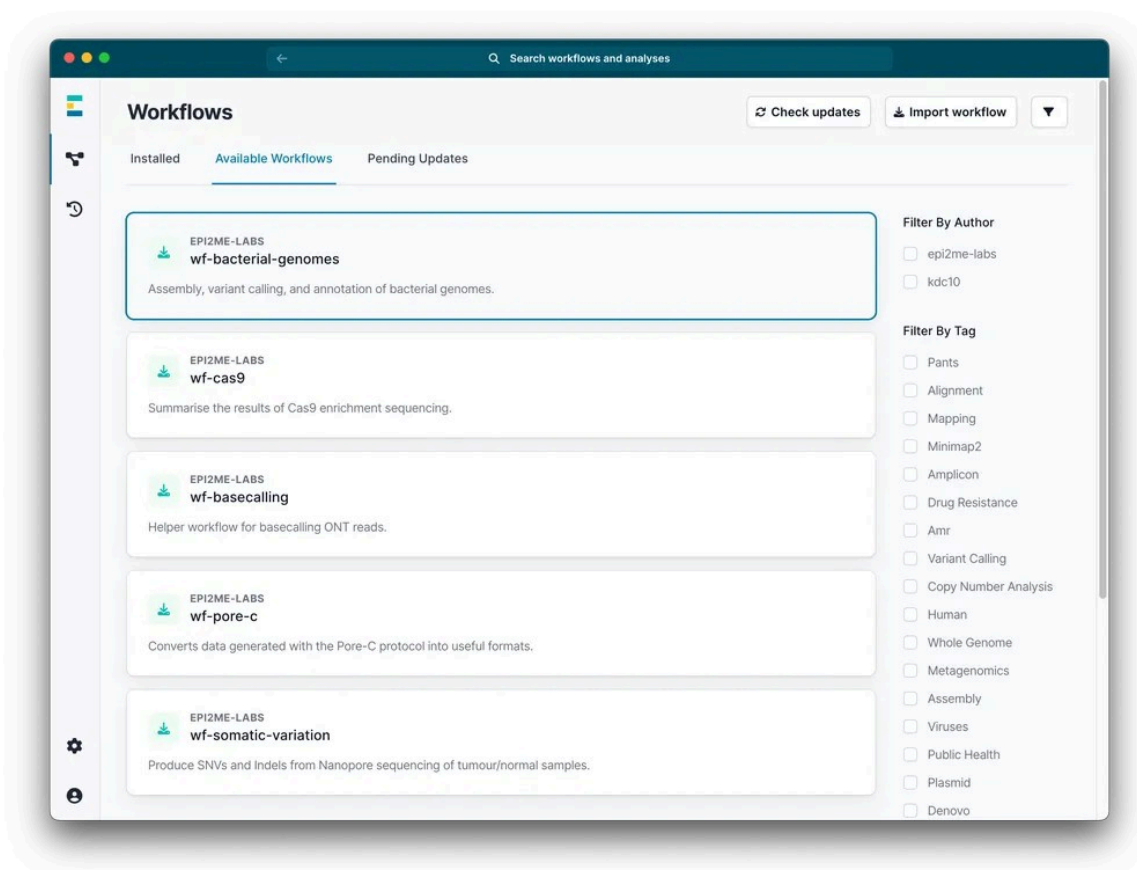 Search workflows and analyses
Workflows
Check updates
Import workflow
Installed
Available Workflows
Pending Updates
EPI2ME-LABS
wf-bacterial-genomes
Assembly, variant calling, and annotation of bacterial genomes.
EPI2ME-LABS
wf-cas9
Summarise the results of Cas9 enrichment sequencing.
EPI2ME-LABS
wf-basecalling
Helper workflow for basecalling ONT reads.
EPI2ME-LABS
wf-pore-c
Converts data generated with the Pore-C protocol into useful formats.
EPI2ME-LABS
wf-somatic-variation
Produce SNVs and Indels from Nanopore sequencing of tumour/normal samples.
Filter By Author
epi2me-labs
kdc10
Filter By Tag
Pants
Alignment
Mapping
Minimap2
Amplicon
Drug Resistance
Amr
Variant Calling
Copy Number Analysis
Human
Whole Genome
Metagenomics
Assembly
Viruses
Public Health
Plasmid
Denovo